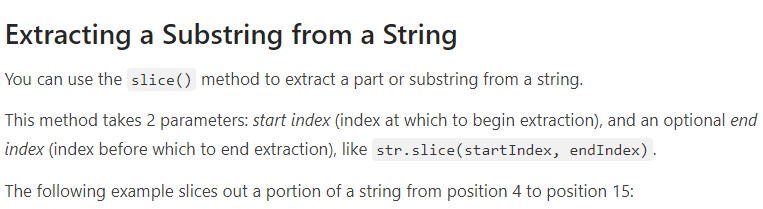 Extracting a Substring from a String
You can use the slice() method to extract a part or substring from a string.
This method takes 2 parameters: start index (index at which to begin extraction), and an optional end
index (index before which to end extraction), like str.slice(startIndex, endIndex).
The following example slices out a portion of a string from position 4 to position 15: